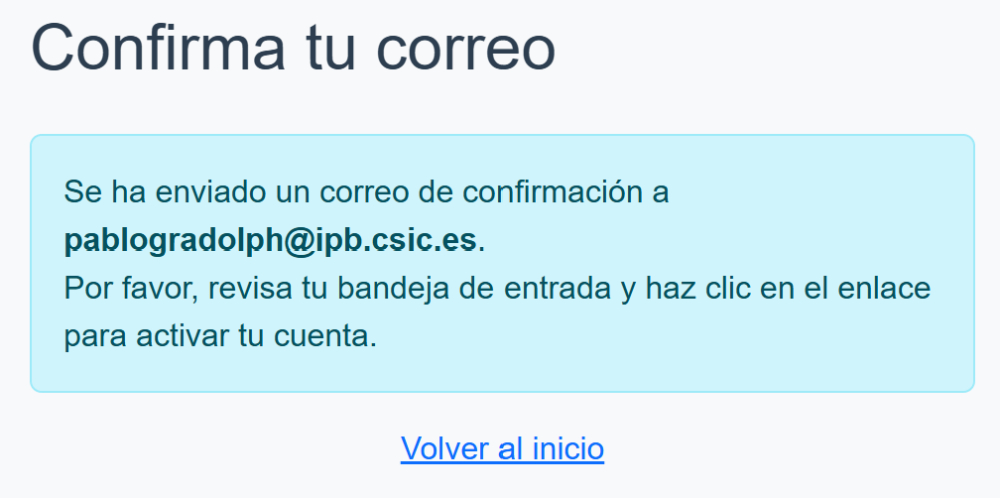 Confirma tu correo
Se ha enviado un correo de confirmación a
pablogradolph@ipb.csic.es.
Por favor, revisa tu bandeja de entrada y haz clic en el enlace
para activar tu cuenta.
Volver al inicio